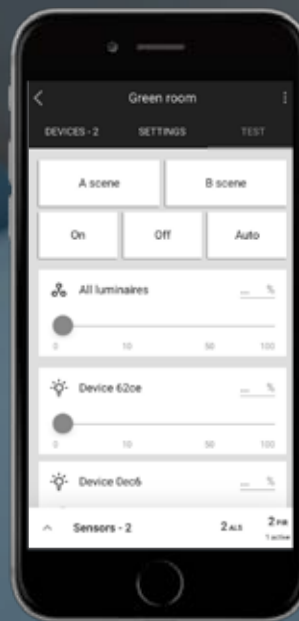 Green room
DEVICES - 2 SETTINGS TEST
A scene B scene
On Off Auto
All luminaires ... %
0 10 50 100
Device 62ce ... %
0 10 50 100
Device 0ec6 ... %
Sensors - 2 2 ALS 2 PIR
1 active